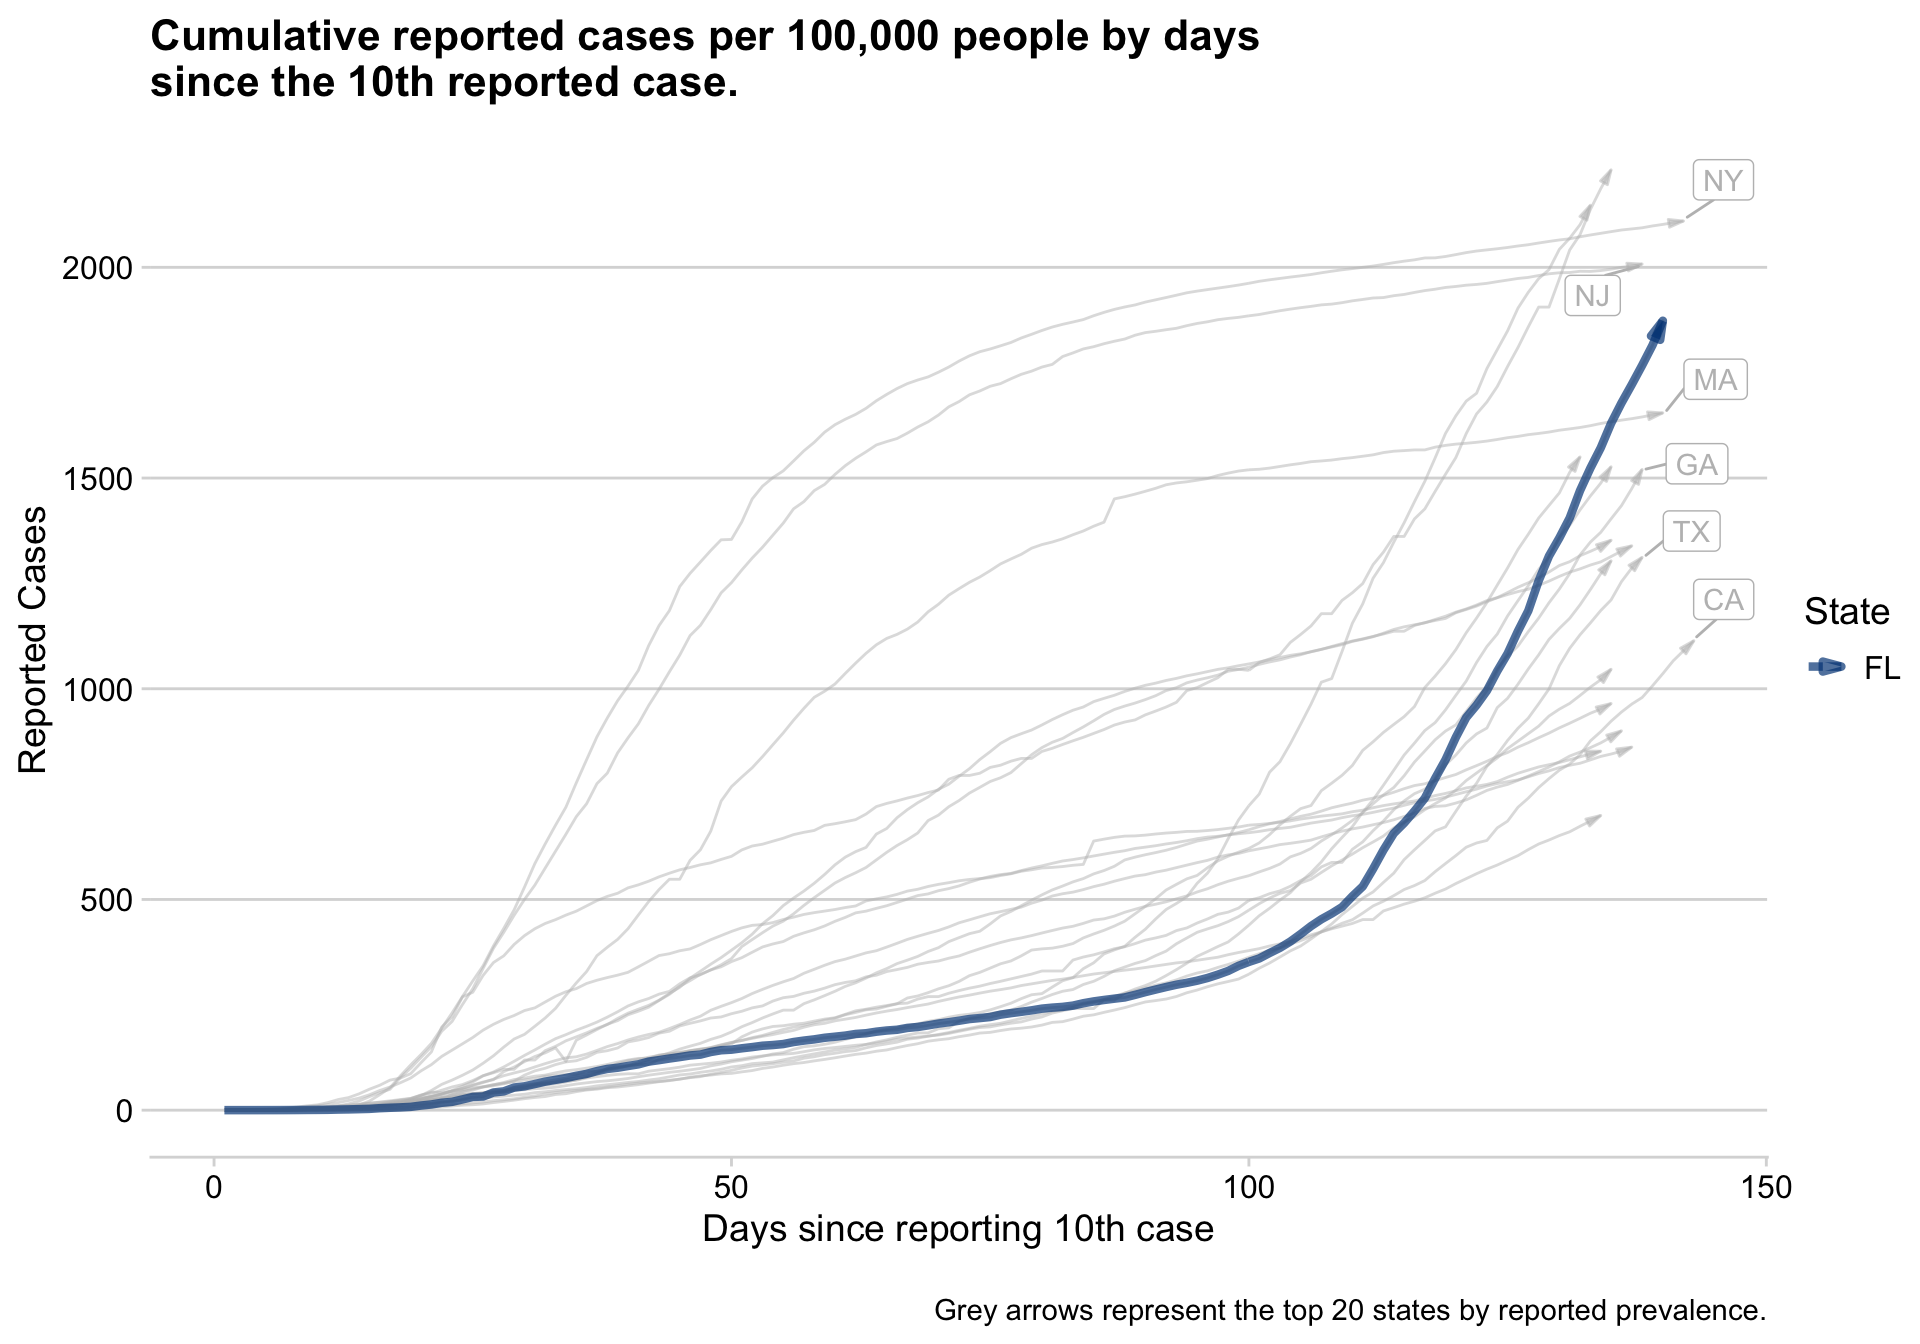 Cumulative reported cases per 100,000 people by days
since the 10th reported case.
NY
2000
NJ
MA
1500
GA
TX
CA
1000
500
0
Reported Cases
State
FL
0 50 100 150
Days since reporting 10th case
Grey arrows represent the top 20 states by reported prevalence.